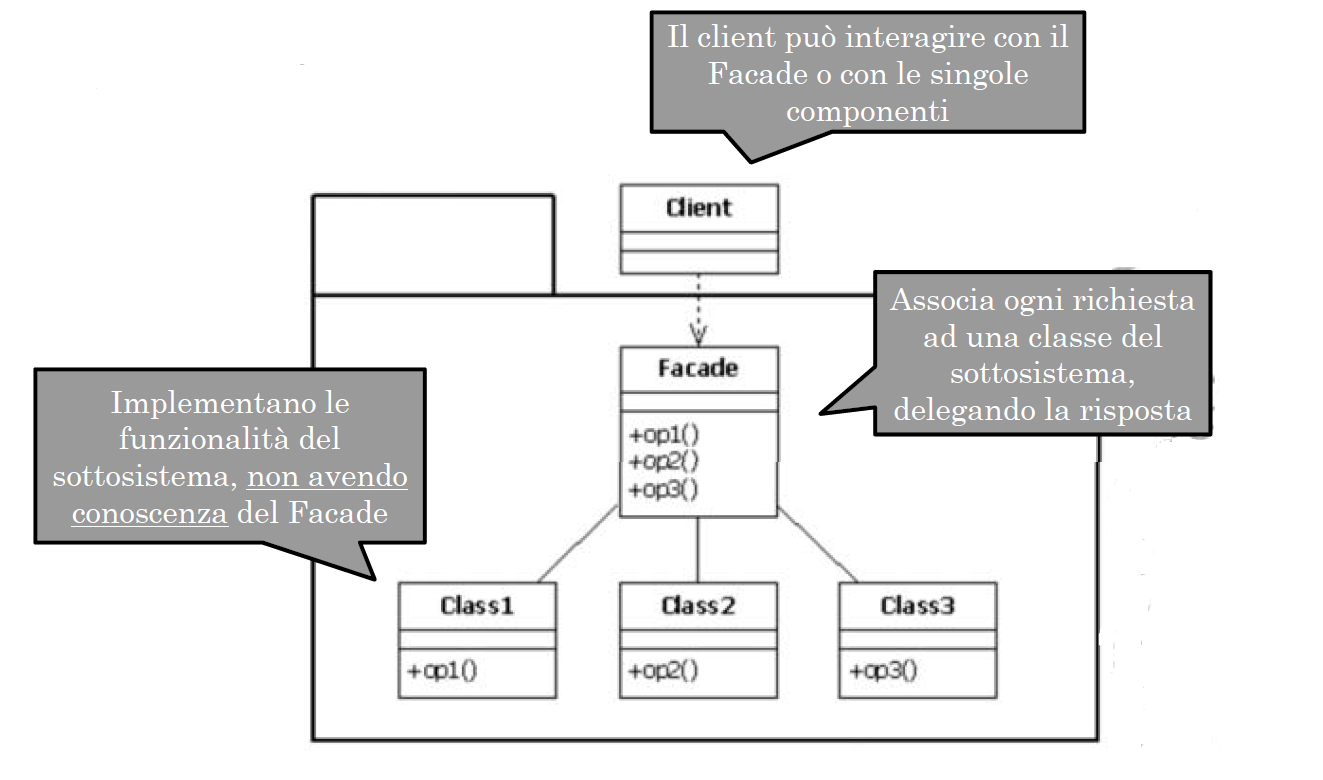 Il client può interagire con il
Facade o con le singole
componenti
Client
Associa ogni richiesta
ad una classe del
sottosistema,
delegando la risposta
Facade
+op1()
+op2()
+op3()
Implementano le
funzionalità del
sottosistema, non avendo
conoscenza del Facade
Class1
+op1()
Class2
+op2()
Class3
+op3()